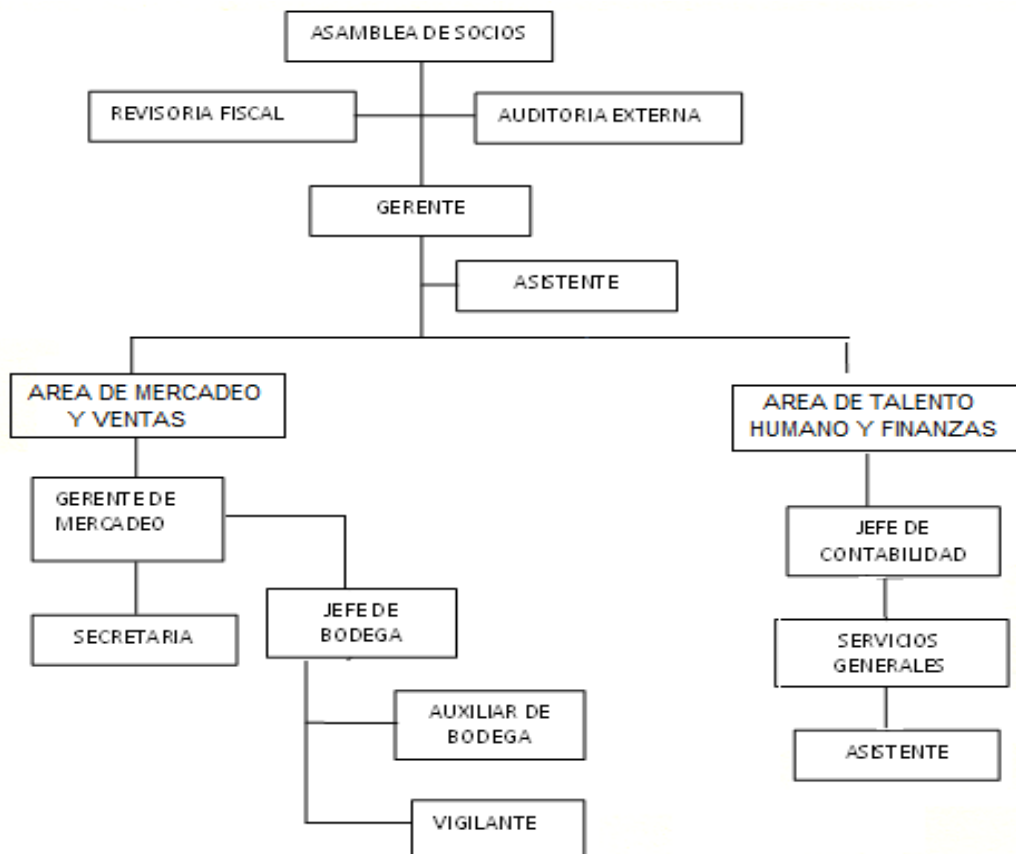 ASAMBLEA DE SOCIOS
REVISORIA FISCAL
AUDITORIA EXTERNA
GERENTE
ASISTENTE
AREA DE MERCADEO
Y VENTAS
AREA DE TALENTO
HUMANO Y FINANZAS
GERENTE DE
MERCADEO
JEFE DE
CONTABILIDAD
SECRETARIA
JEFE DE
BODEGA
SERVICIOS
GENERALES
AUXILIAR DE
BODEGA
ASISTENTE
VIGILANTE